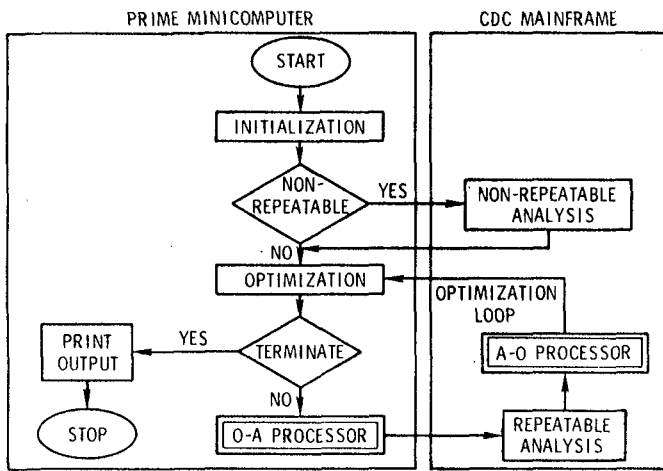 PRIME MINICOMPUTER
CDC MAINFRAME
START
INITIALIZATION
NON-
REPEATABLE
YES
NON-REPEATABLE
ANALYSIS
NO
OPTIMIZATION
OPTIMIZATION
LOOP
PRINT
OUTPUT
YES
TERMINATE
A-O PROCESSOR
NO
STOP
O-A PROCESSOR
REPEATABLE
ANALYSIS